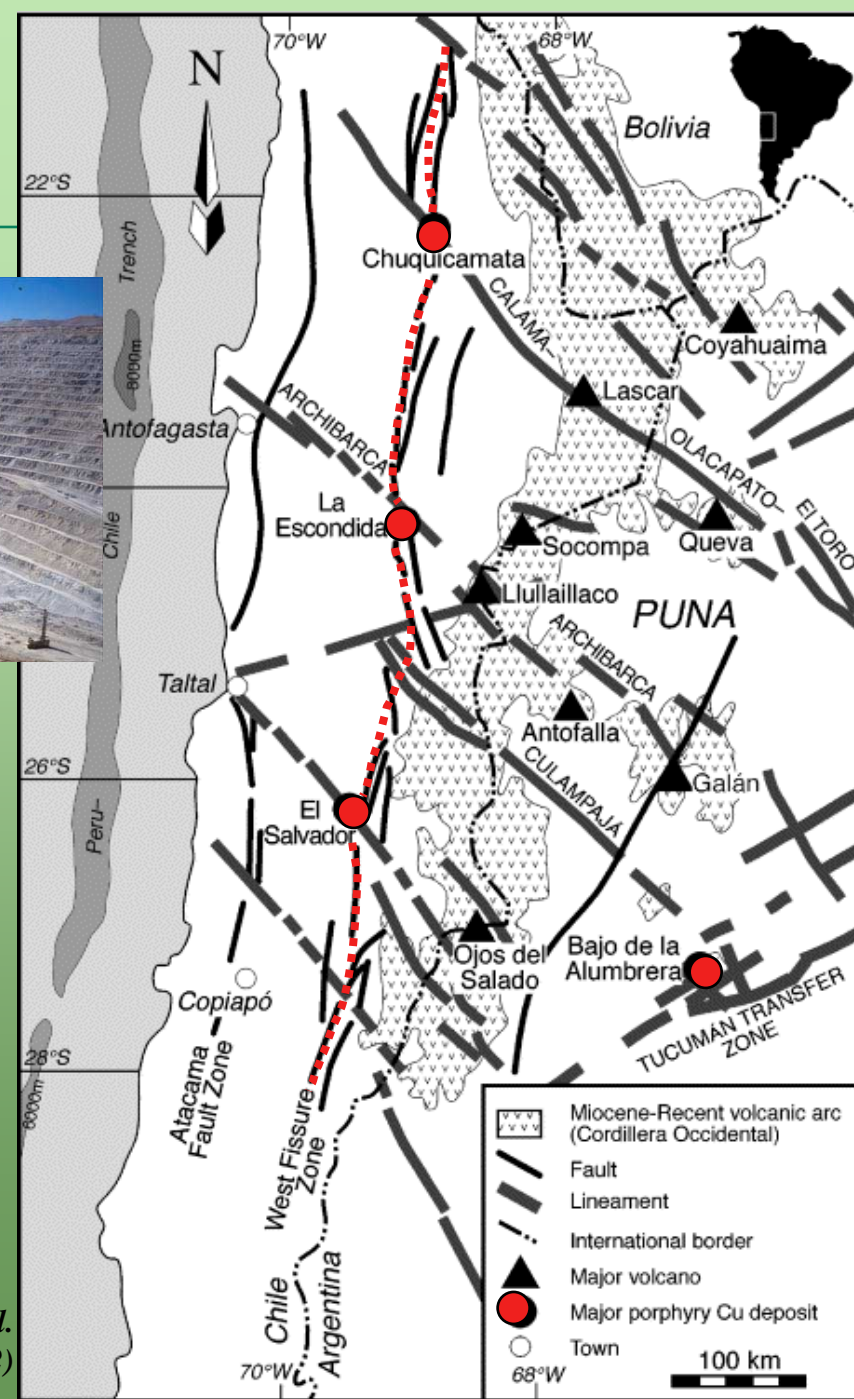 70°W
68°W
N
Bolivia
22°S
Trench
Chuquicamata
CALAMA–
Coyahuaima
8000m
Lascar
Antofagasta
ARCHIBARCA
OLACAPATO–
La
Escondida
EI TORO
Socompa
Queva
Chile
Llullaillaco
PUNA
ARCHIBARCA
Taltal
Antofalla
26°S
CULAMPAJÁ
Galán
El
Salvador
Peru–
Ojos del
Salado
Bajo de la
Alumbrera
Copiapó
TUCUMÁN TRANSFER
ZONE
28°S
8000m
Atacama
Fault Zone
West Fissure
Zone
Miocene-Recent volcanic arc
(Cordillera Occidental)
Fault
Lineament
International border
Major volcano
Major porphyry Cu deposit
Town
100 km
Chile
Argentina
70°W
68°W